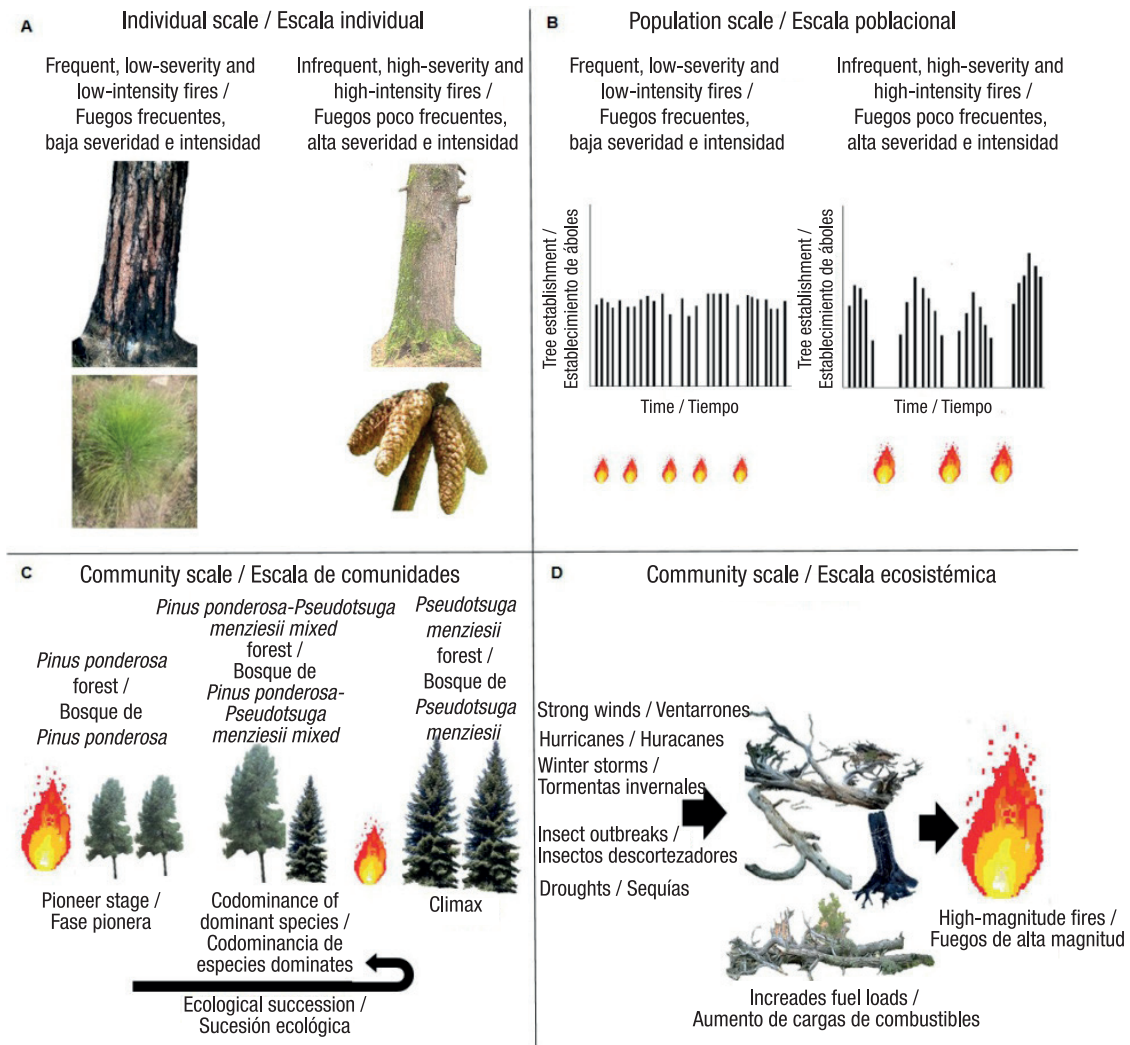 A
Individual scale / Escala individual
Frequent, low-severity and
low-intensity fires /
Fuegos frecuentes,
baja severidad e intensidad
Infrequent, high-severity and
high-intensity fires /
Fuegos poco frecuentes,
alta severidad e intensidad
B
Population scale / Escala poblacional
Frequent, low-severity and
low-intensity fires /
Fuegos frecuentes,
baja severidad e intensidad
Infrequent, high-severity and
high-intensity fires /
Fuegos poco frecuentes,
alta severidad e intensidad
Tree establishment /
Establecimiento de áboles
Time / Tiempo
Tree establishment /
Establecimiento de áboles
Time / Tiempo
C
Community scale / Escala de comunidades
Pinus ponderosa
forest /
Bosque de
Pinus ponderosa
Pinus ponderosa-Pseudotsuga
menziesii mixed
forest /
Bosque de
Pinus ponderosa-
Pseudotsuga
menziesii mixed
Pseudotsuga
menziesii
forest /
Bosque de
Pseudotsuga
menziesii
Pioneer stage /
Fase pionera
Codominance of
dominant species /
Codominancia de
especies dominates
Climax
Ecological succession /
Sucesión ecológica
D
Community scale / Escala ecosistémica
Strong winds / Ventarrones
Hurricanes / Huracanes
Winter storms /
Tormentas invernales
Insect outbreaks /
Insectos descortezadores
Droughts / Sequías
High-magnitude fires /
Fuegos de alta magnitud
Increades fuel loads /
Aumento de cargas de combustibles